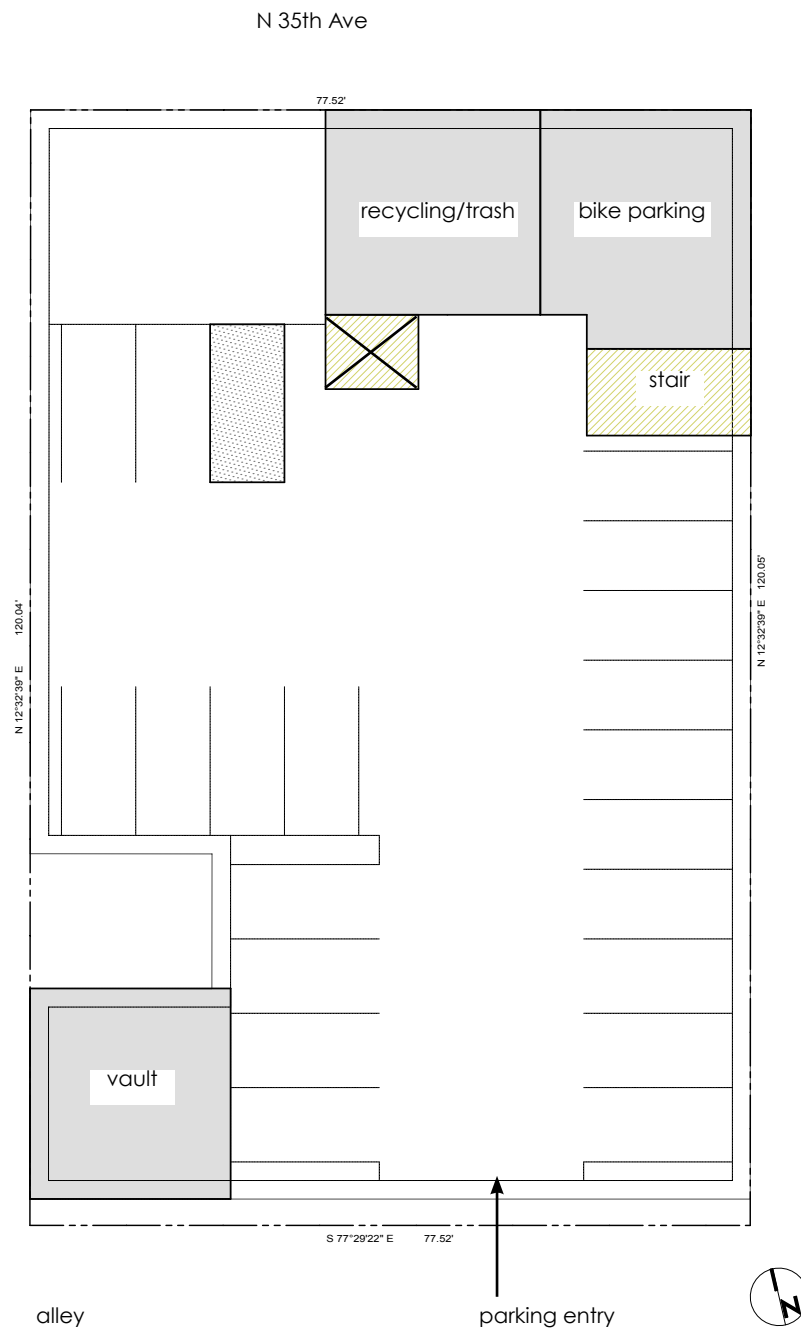 N 35th Ave
77.52'
recycling/trash
bike parking
stair
N 12°32'39" E 120.04'
N 12°32'39" E 120.05'
vault
S 77°29'22" E 77.52'
alley
parking entry
N